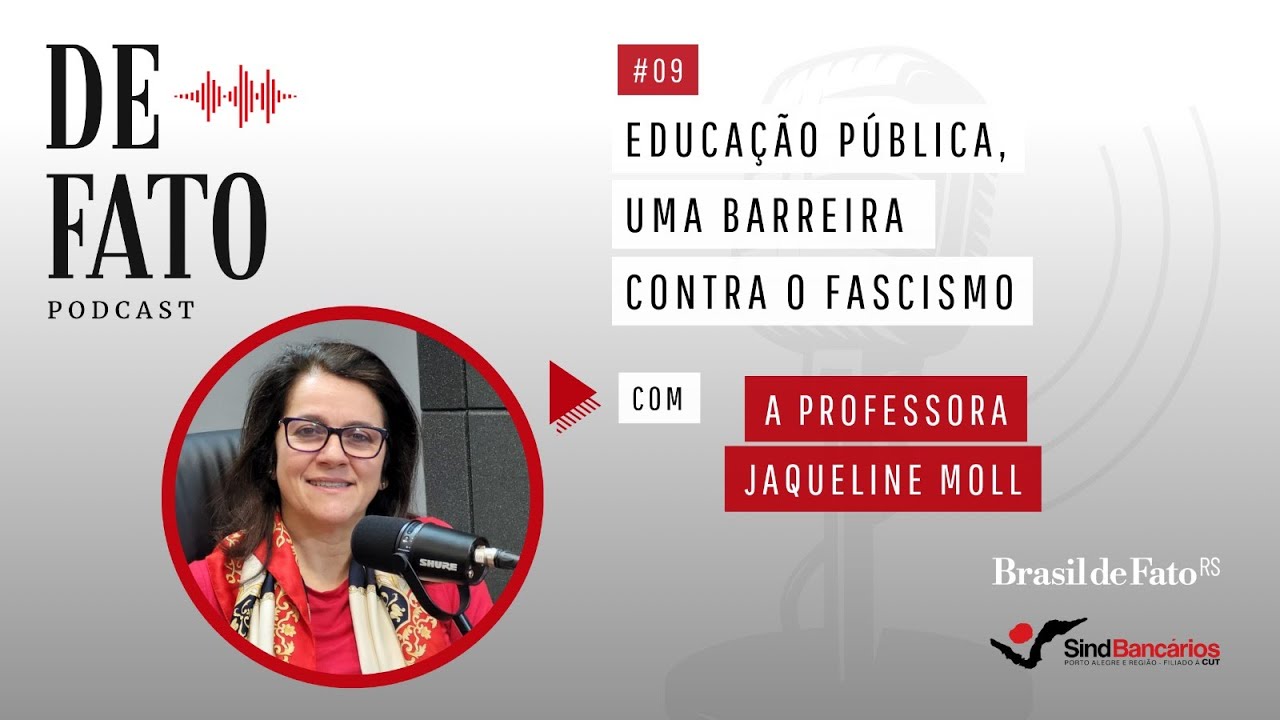 DE
FATO
PODCAST
#09
EDUCAÇÃO PÚBLICA,
UMA BARREIRA
CONTRA O FASCISMO
COM
A PROFESSORA
JAQUELINE MOLL
SHURE
Brasil de Fato RS
SindBancários
PORTO ALEGRE E REGIÃO - FILIADO À CUT